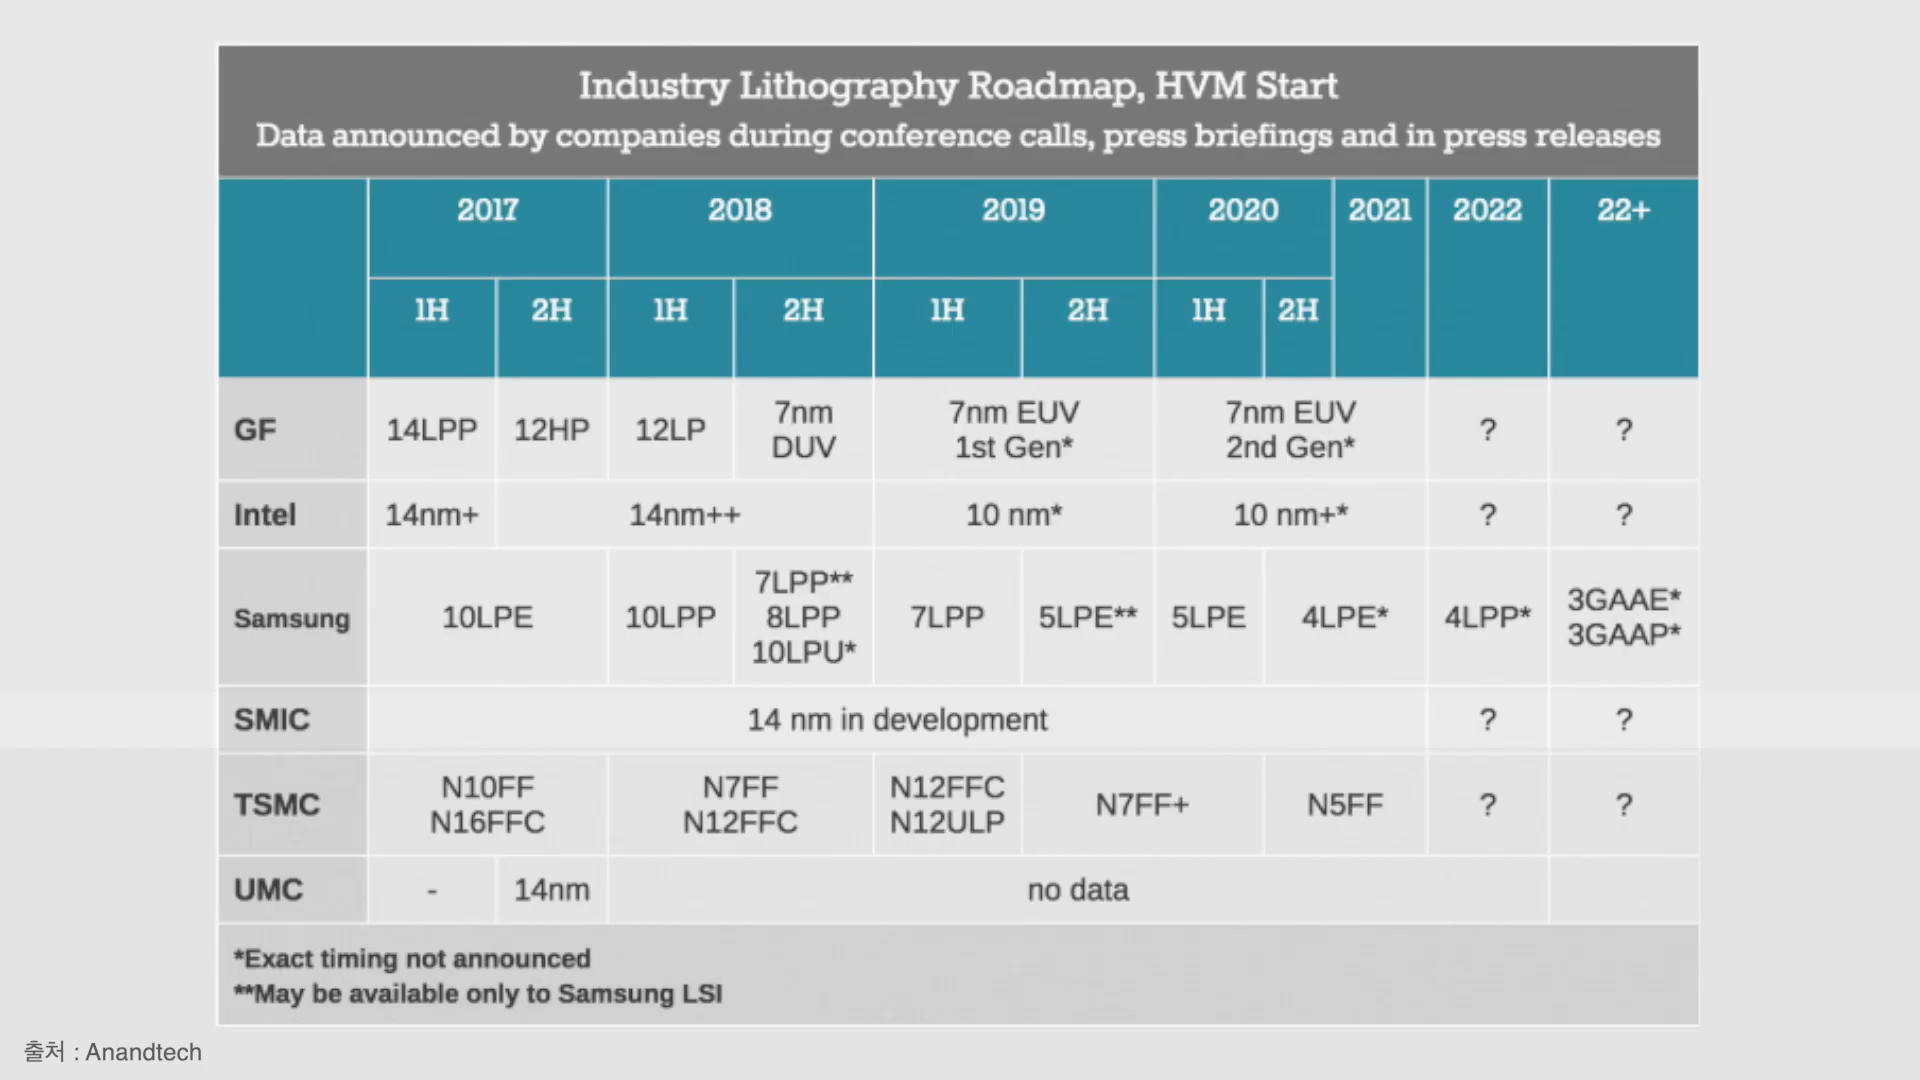 Industry Lithography Roadmap, HVM Start
Data announced by companies during conference calls, press briefings and in press releases
2017 2018 2019 2020 2021 2022 22+
1H 2H 1H 2H 1H 2H 1H 2H
GF 14LPP 12HP 12LP 7nm DUV 7nm EUV 1st Gen* 7nm EUV 2nd Gen* ? ?
Intel 14nm+ 14nm++ 10 nm* 10 nm+* ? ?
Samsung 10LPE 10LPP 7LPP** 8LPP 10LPU* 7LPP 5LPE** 5LPE 4LPE* 4LPP* 3GAAE* 3GAAP*
SMIC 14 nm in development ? ?
TSMC N10FF N16FFC N7FF N12FFC N12FFC N12ULP N7FF+ N5FF ? ?
UMC - 14nm no data
*Exact timing not announced
**May be available only to Samsung LSI
출처 : Anandtech